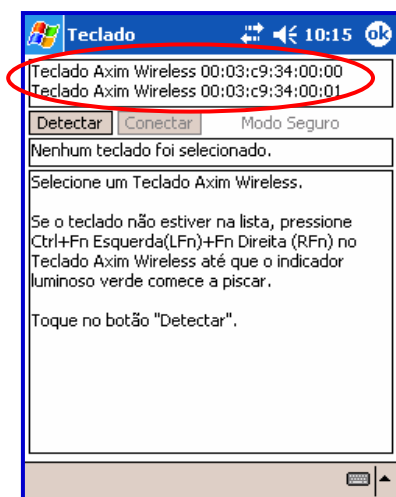 Teclado 10:15 ok
Teclado Axim Wireless 00:03:c9:34:00:00
Teclado Axim Wireless 00:03:c9:34:00:01
Detectar Conectar Modo Seguro
Nenhum teclado foi selecionado.
Selecione um Teclado Axim Wireless.
Se o teclado não estiver na lista, pressione
Ctrl+Fn Esquerda(LFn)+Fn Direita (RFn) no
Teclado Axim Wireless até que o indicador
luminoso verde comece a piscar.
Toque no botão "Detectar".